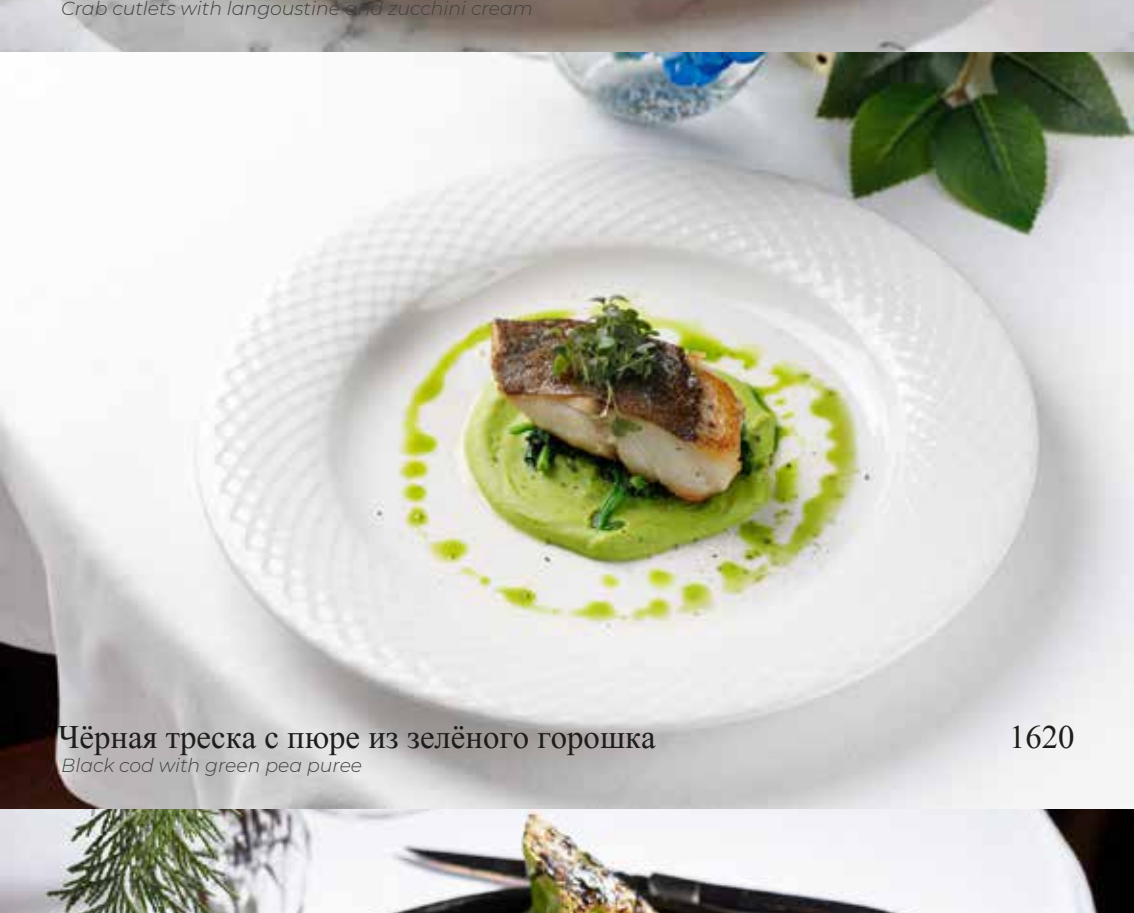 Crab cutlets with langoustine and zucchini cream
Чёрная треска с пюре из зелёного горошка 1620
Black cod with green pea puree